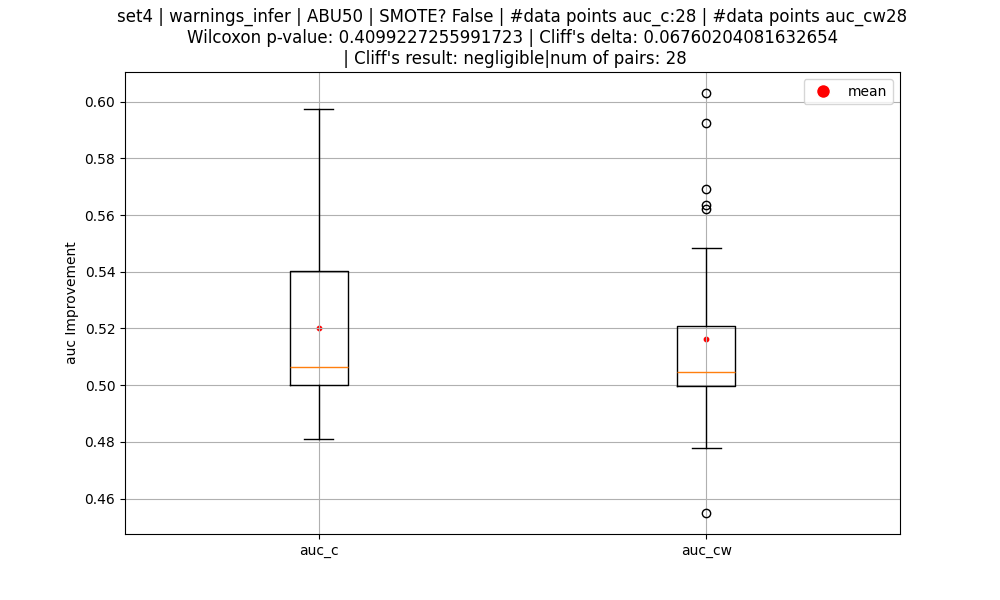 set4 | warnings_infer | ABU50 | SMOTE? False | #data points auc_c:28 | #data points auc_cw28
Wilcoxon p-value: 0.4099227255991723 | Cliff's delta: 0.06760204081632654
| Cliff's result: negligible|num of pairs: 28
mean
0.60
0.58
0.56
0.54
0.52
0.50
0.48
0.46
auc Improvement
auc_c
auc_cw